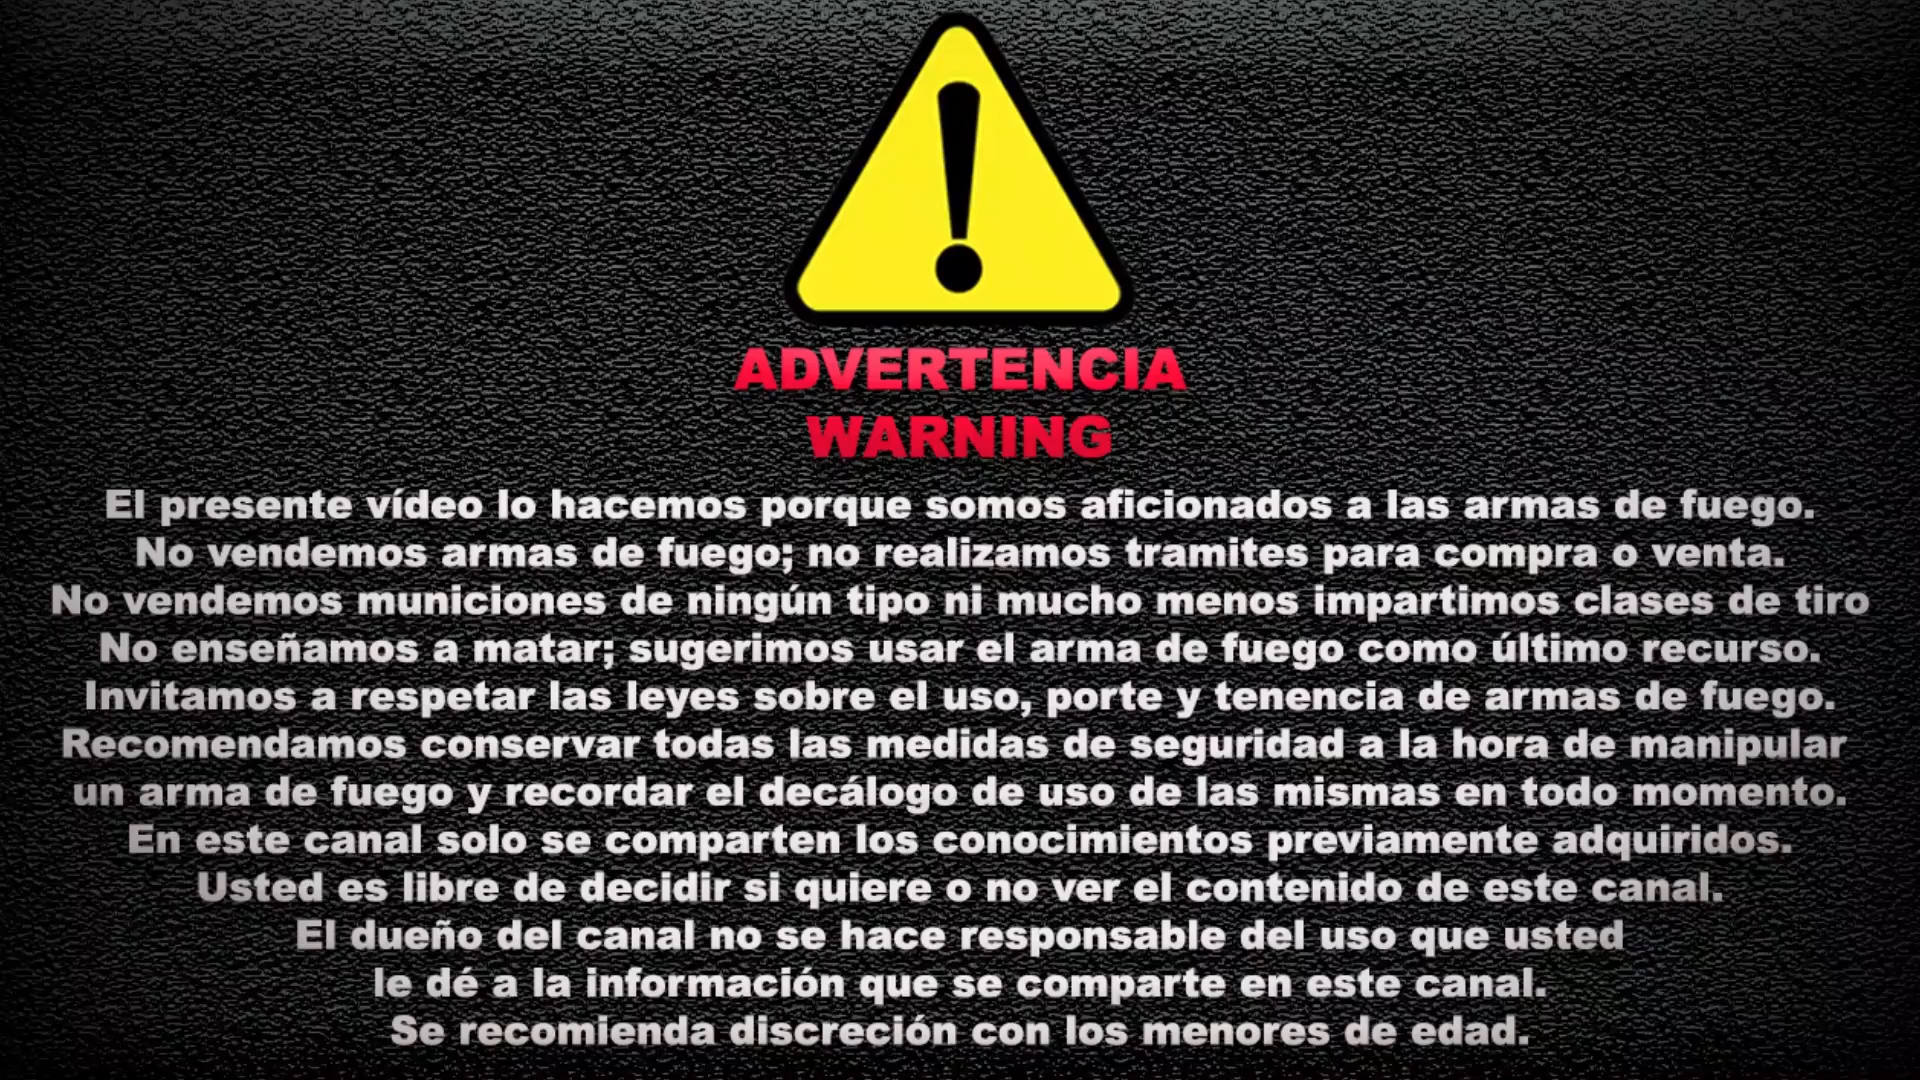 ADVERTENCIA
WARNING
El presente vídeo lo hacemos porque somos aficionados a las armas de fuego.
No vendemos armas de fuego; no realizamos tramites para compra o venta.
No vendemos municiones de ningún tipo ni mucho menos impartimos clases de tiro
No enseñamos a matar; sugerimos usar el arma de fuego como último recurso.
Invitamos a respetar las leyes sobre el uso, porte y tenencia de armas de fuego.
Recomendamos conservar todas las medidas de seguridad a la hora de manipular
un arma de fuego y recordar el decálogo de uso de las mismas en todo momento.
En este canal solo se comparten los conocimientos previamente adquiridos.
Usted es libre de decidir si quiere o no ver el contenido de este canal.
El dueño del canal no se hace responsable del uso que usted
le dé a la información que se comparte en este canal.
Se recomienda discreción con los menores de edad.